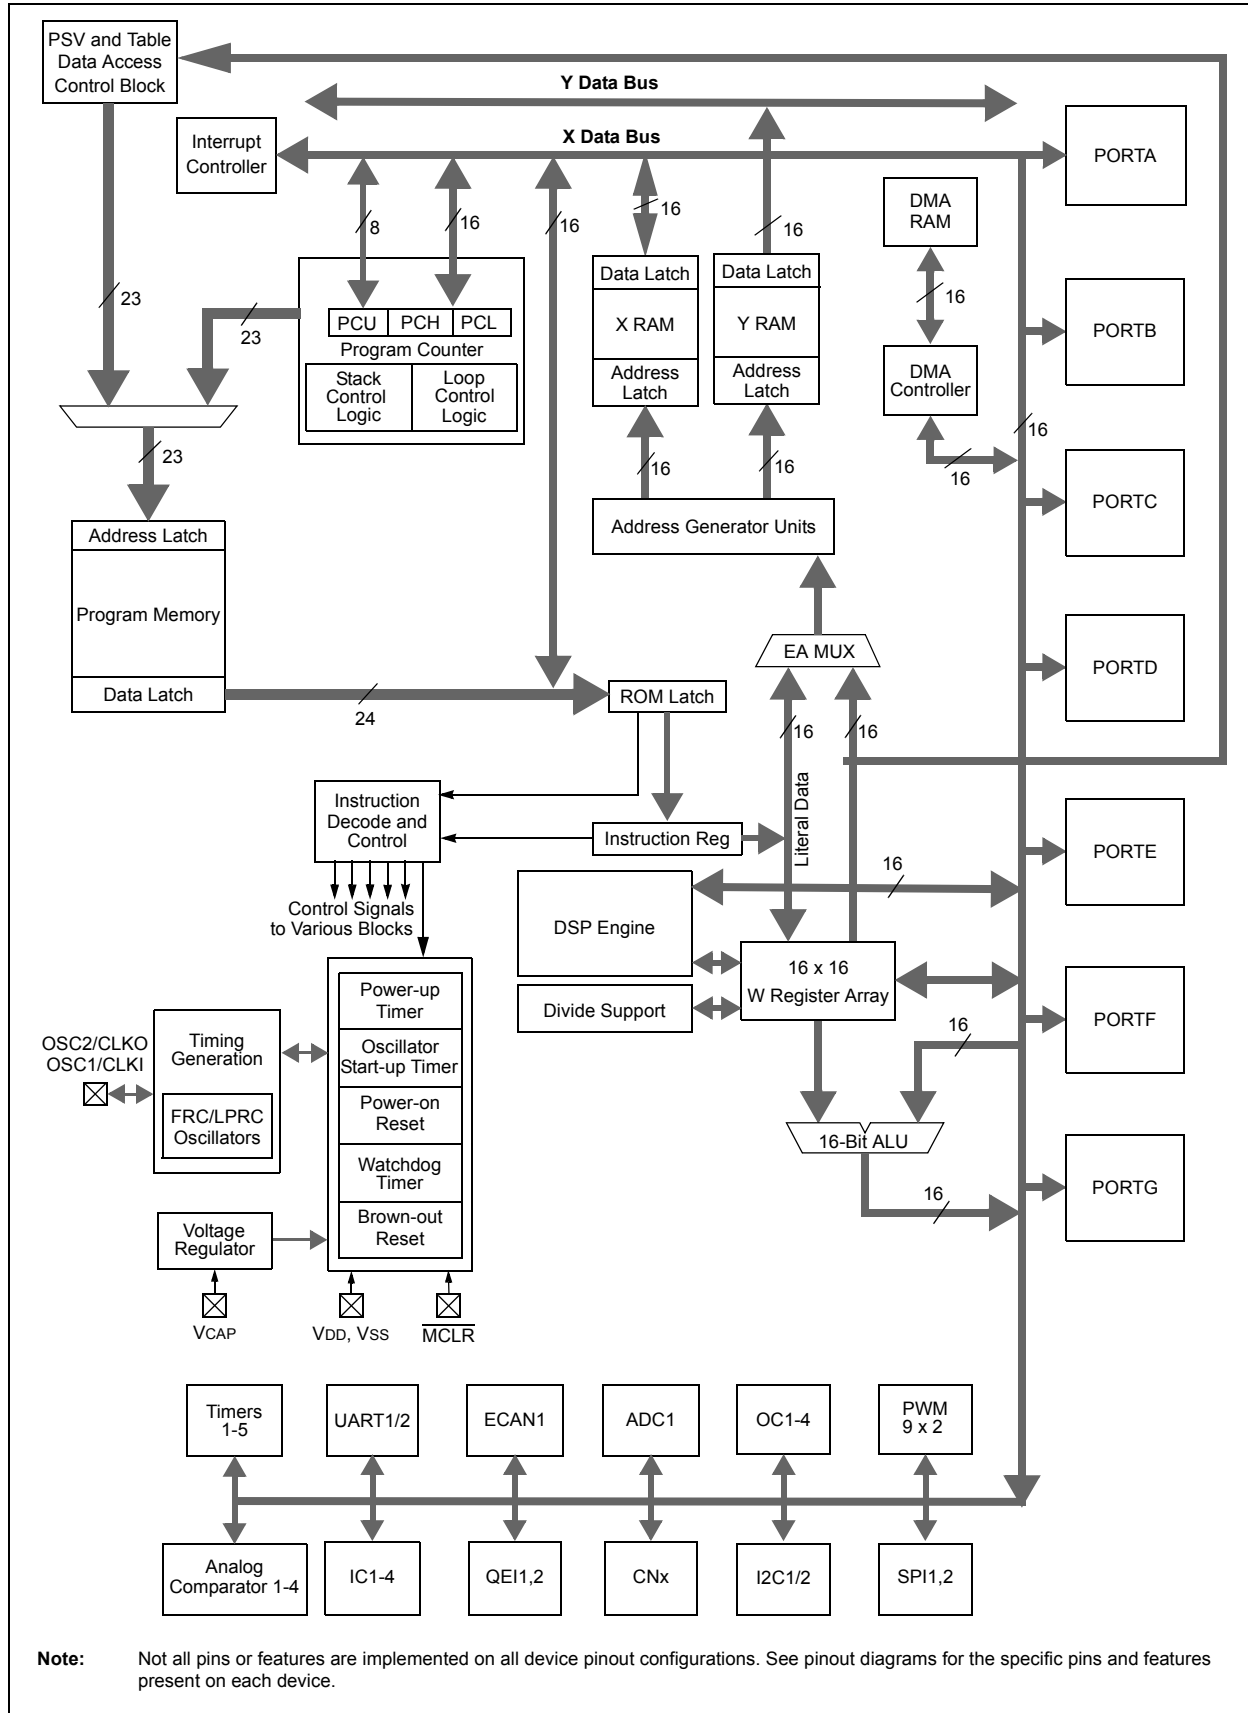 PSV and Table
Data Access
Control Block
Y Data Bus
X Data Bus
Interrupt
Controller
PORTA
8
16
16
16
16
DMA
RAM
23
23
16
Data Latch
X RAM
Address
Latch
Data Latch
Y RAM
Address
Latch
PORTB
PCU
PCH
PCL
Program Counter
Stack
Control
Logic
Loop
Control
Logic
DMA
Controller
16
23
16
16
16
PORTC
Address Generator Units
Address Latch
Program Memory
Data Latch
EA MUX
PORTD
24
ROM Latch
16
16
Literal Data
Instruction
Decode and
Control
Instruction Reg
PORTE
16
Control Signals
to Various Blocks
DSP Engine
16 x 16
W Register Array
Divide Support
PORTF
Power-up
Timer
Oscillator
Start-up Timer
Power-on
Reset
Watchdog
Timer
Brown-out
Reset
OSC2/CLKO
OSC1/CLKI
Timing
Generation
FRC/LPRC
Oscillators
16
16-Bit ALU
16
PORTG
Voltage
Regulator
VCAP
VDD, VSS
MCLR
Timers
1-5
UART1/2
ECAN1
ADC1
OC1-4
PWM
9 x 2
Analog
Comparator 1-4
IC1-4
QEI1,2
CNx
I2C1/2
SPI1,2
Note: Not all pins or features are implemented on all device pinout configurations. See pinout diagrams for the specific pins and features
present on each device.